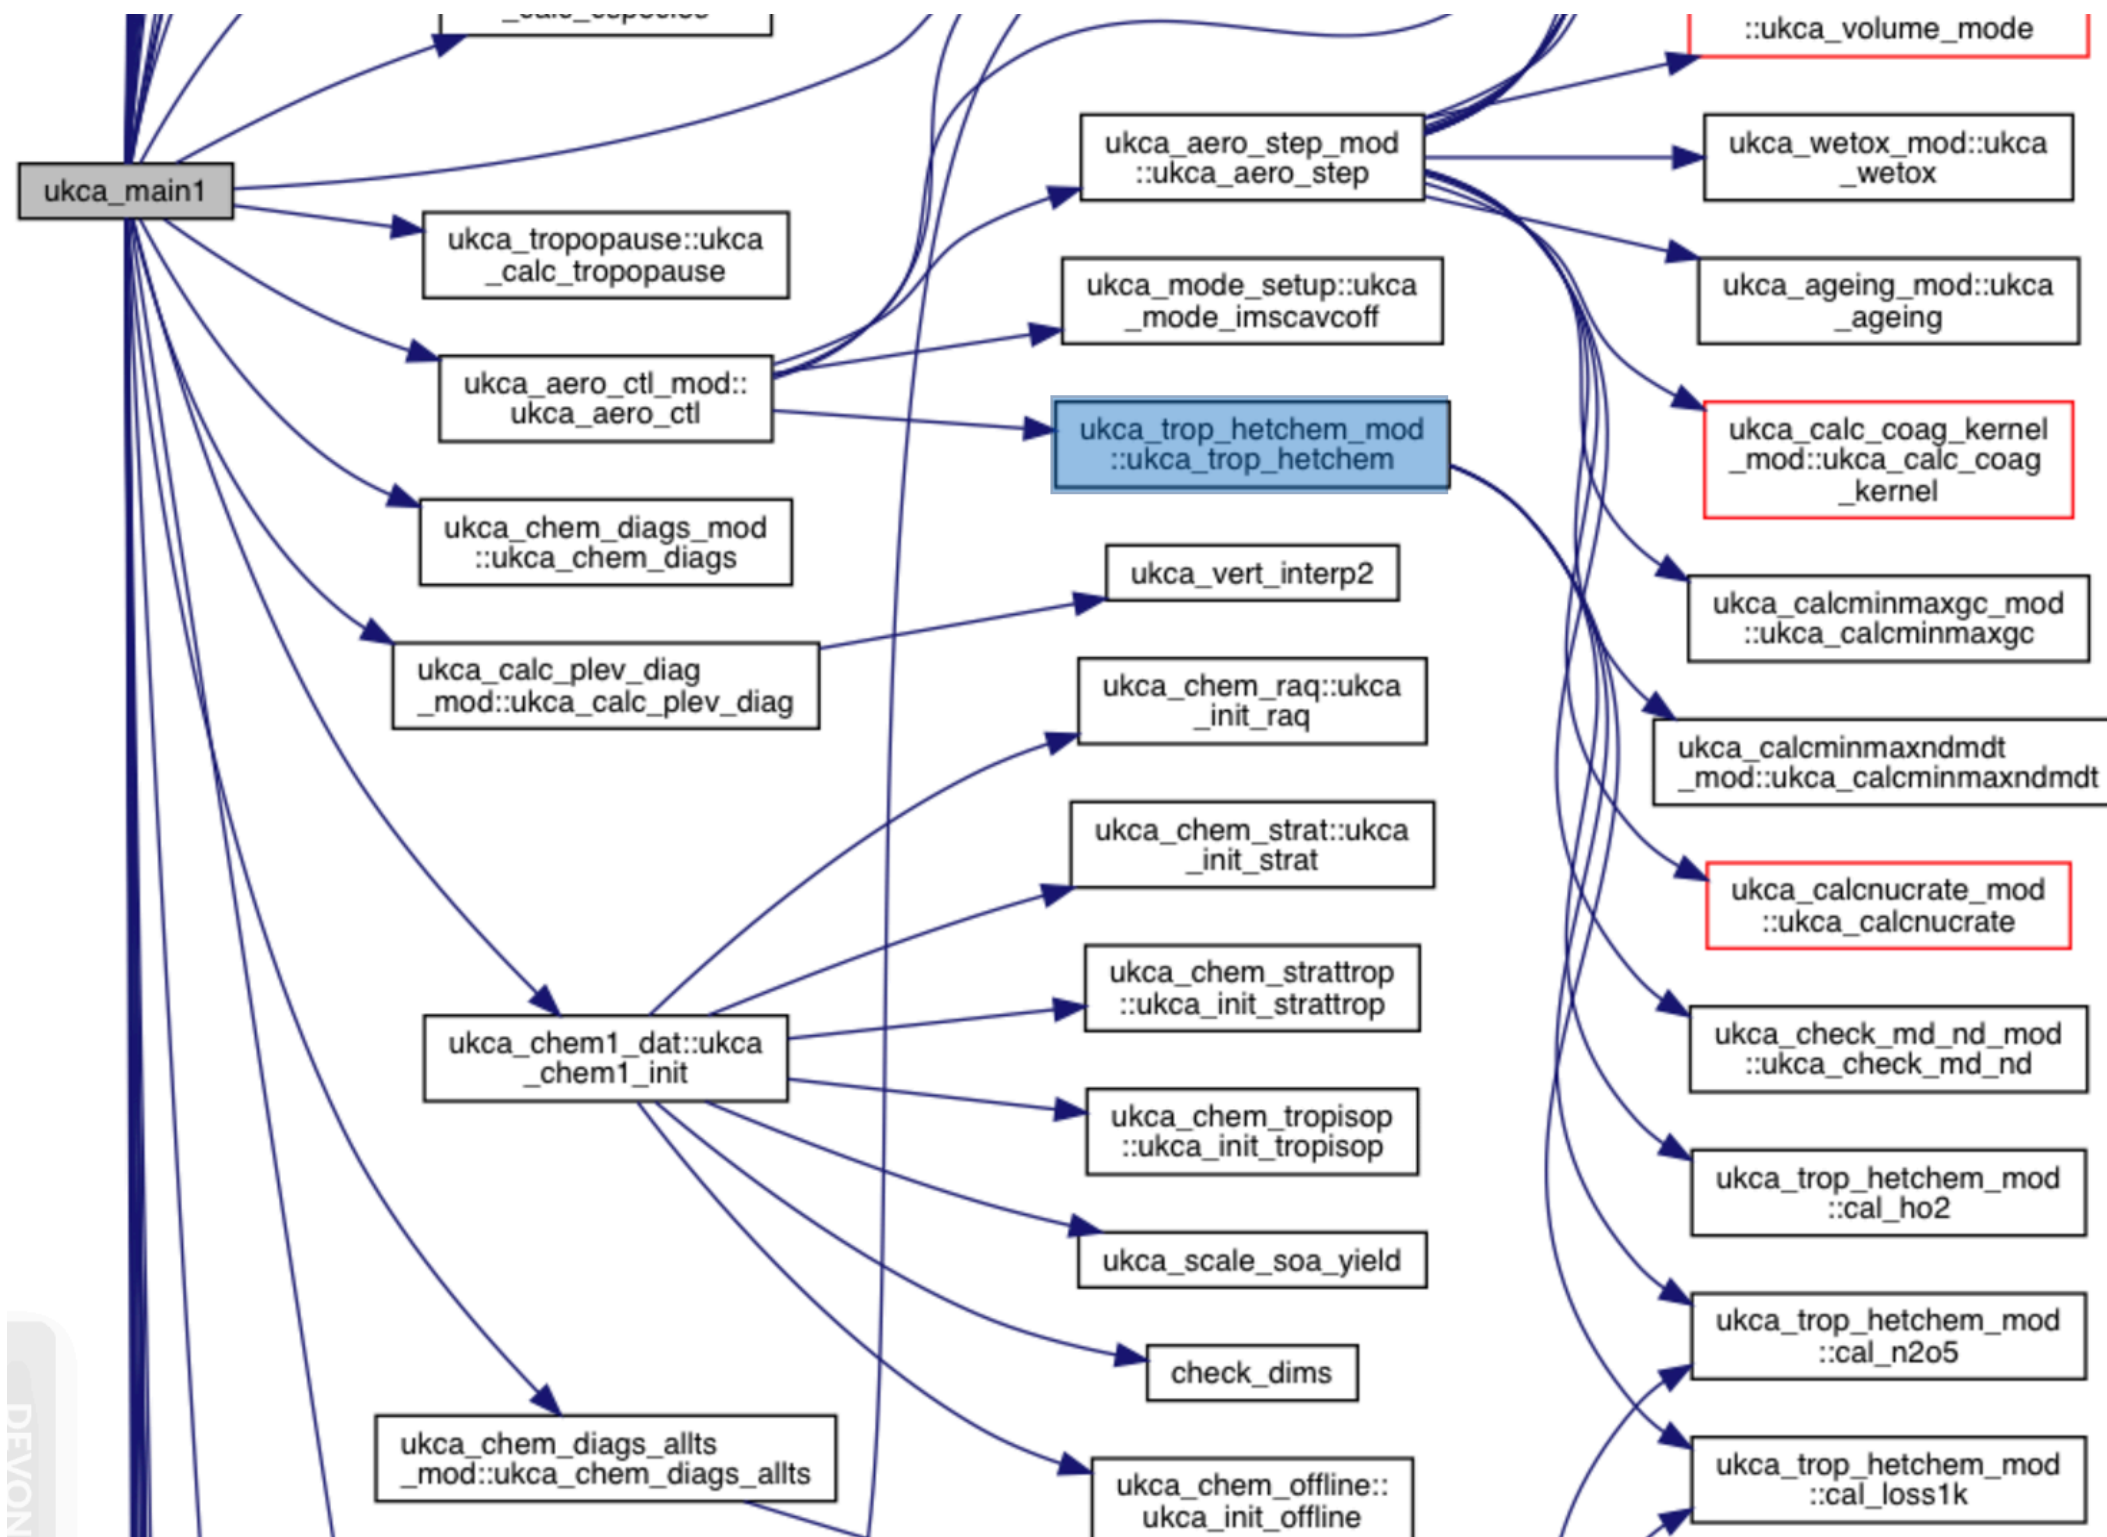 _calc_especies
ukca_main1
ukca_tropopause::ukca
_calc_tropopause
ukca_aero_ctl_mod::
ukca_aero_ctl
ukca_chem_diags_mod
::ukca_chem_diags
ukca_calc_plev_diag
_mod::ukca_calc_plev_diag
ukca_chem1_dat::ukca
_chem1_init
ukca_chem_diags_allts
_mod::ukca_chem_diags_allts
ukca_aero_step_mod
::ukca_aero_step
ukca_mode_setup::ukca
_mode_imscavcoff
ukca_trop_hetchem_mod
::ukca_trop_hetchem
ukca_vert_interp2
ukca_chem_raq::ukca
_init_raq
ukca_chem_strat::ukca
_init_strat
ukca_chem_strattrop
::ukca_init_strattrop
ukca_chem_tropisop
::ukca_init_tropisop
ukca_scale_soa_yield
check_dims
ukca_chem_offline::
ukca_init_offline
::ukca_volume_mode
ukca_wetox_mod::ukca
_wetox
ukca_ageing_mod::ukca
_ageing
ukca_calc_coag_kernel
_mod::ukca_calc_coag
_kernel
ukca_calcminmaxgc_mod
::ukca_calcminmaxgc
ukca_calcminmaxndmdt
_mod::ukca_calcminmaxndmdt
ukca_calcnucrate_mod
::ukca_calcnucrate
ukca_check_md_nd_mod
::ukca_check_md_nd
ukca_trop_hetchem_mod
::cal_ho2
ukca_trop_hetchem_mod
::cal_n2o5
ukca_trop_hetchem_mod
::cal_loss1k
DEVON